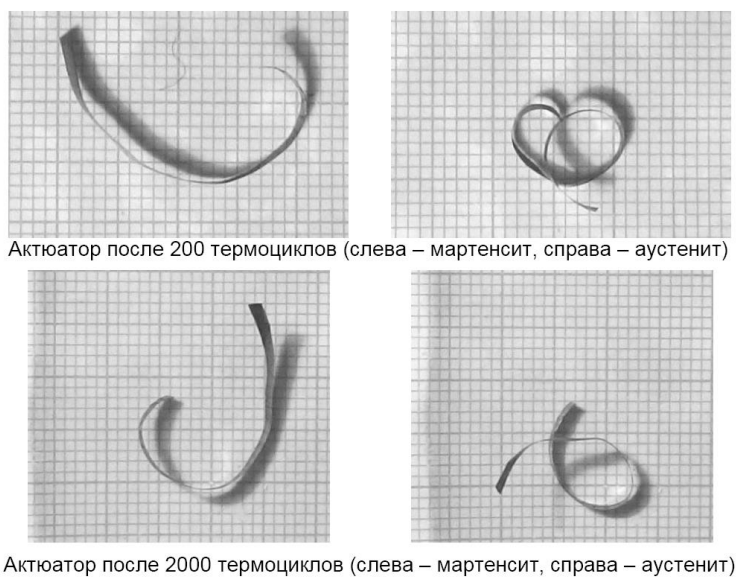 Актюатор после 200 термоциклов (слева – мартенсит, справа – аустенит)
Актюатор после 2000 термоциклов (слева – мартенсит, справа – аустенит)